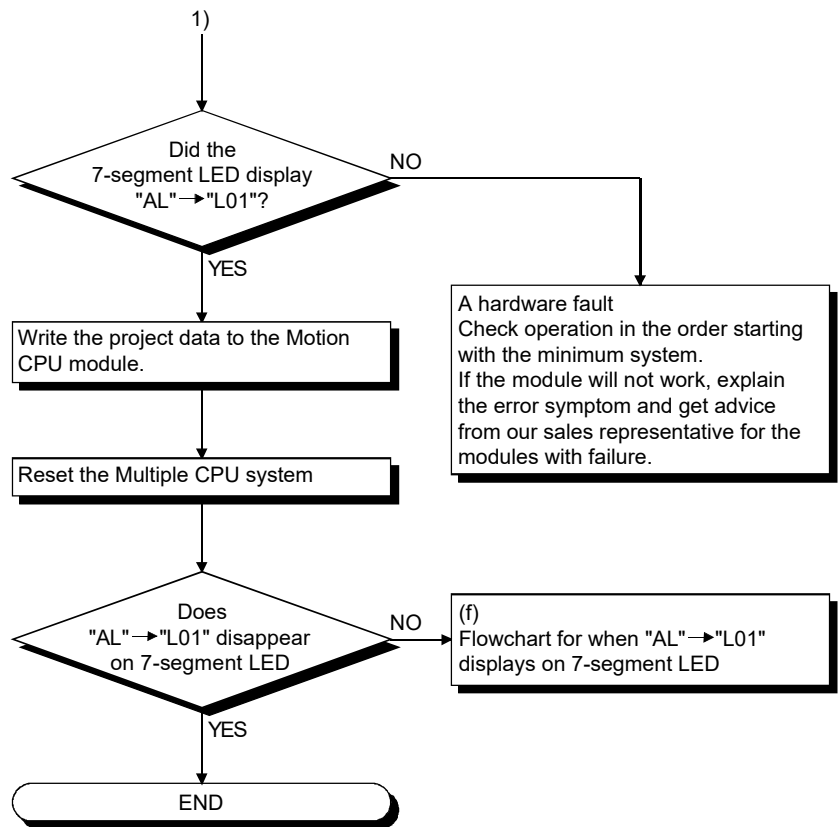 1)
Did the
7-segment LED display
"AL"→"L01"?
NO
YES
Write the project data to the Motion
CPU module.
A hardware fault
Check operation in the order starting
with the minimum system.
If the module will not work, explain
the error symptom and get advice
from our sales representative for the
modules with failure.
Reset the Multiple CPU system
Does
"AL"→"L01" disappear
on 7-segment LED
NO
(f)
Flowchart for when "AL"→"L01"
displays on 7-segment LED
YES
END